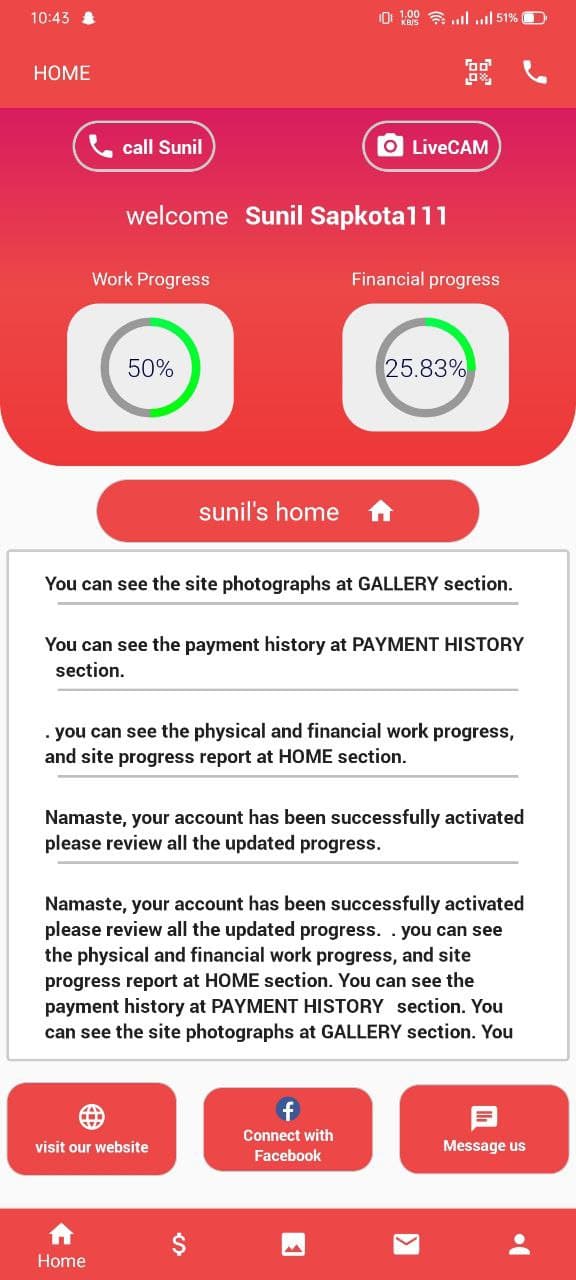 10:43
1.00
KB/S
51%
HOME
call Sunil
LiveCAM
welcome Sunil Sapkota111
Work Progress
Financial progress
50%
25.83%
sunil's home
You can see the site photographs at GALLERY section.
You can see the payment history at PAYMENT HISTORY
section.
. you can see the physical and financial work progress,
and site progress report at HOME section.
Namaste, your account has been successfully activated
please review all the updated progress.
Namaste, your account has been successfully activated
please review all the updated progress. . you can see
the physical and financial work progress, and site
progress report at HOME section. You can see the
payment history at PAYMENT HISTORY section. You
can see the site photographs at GALLERY section. You
visit our website
Connect with
Facebook
Message us
Home